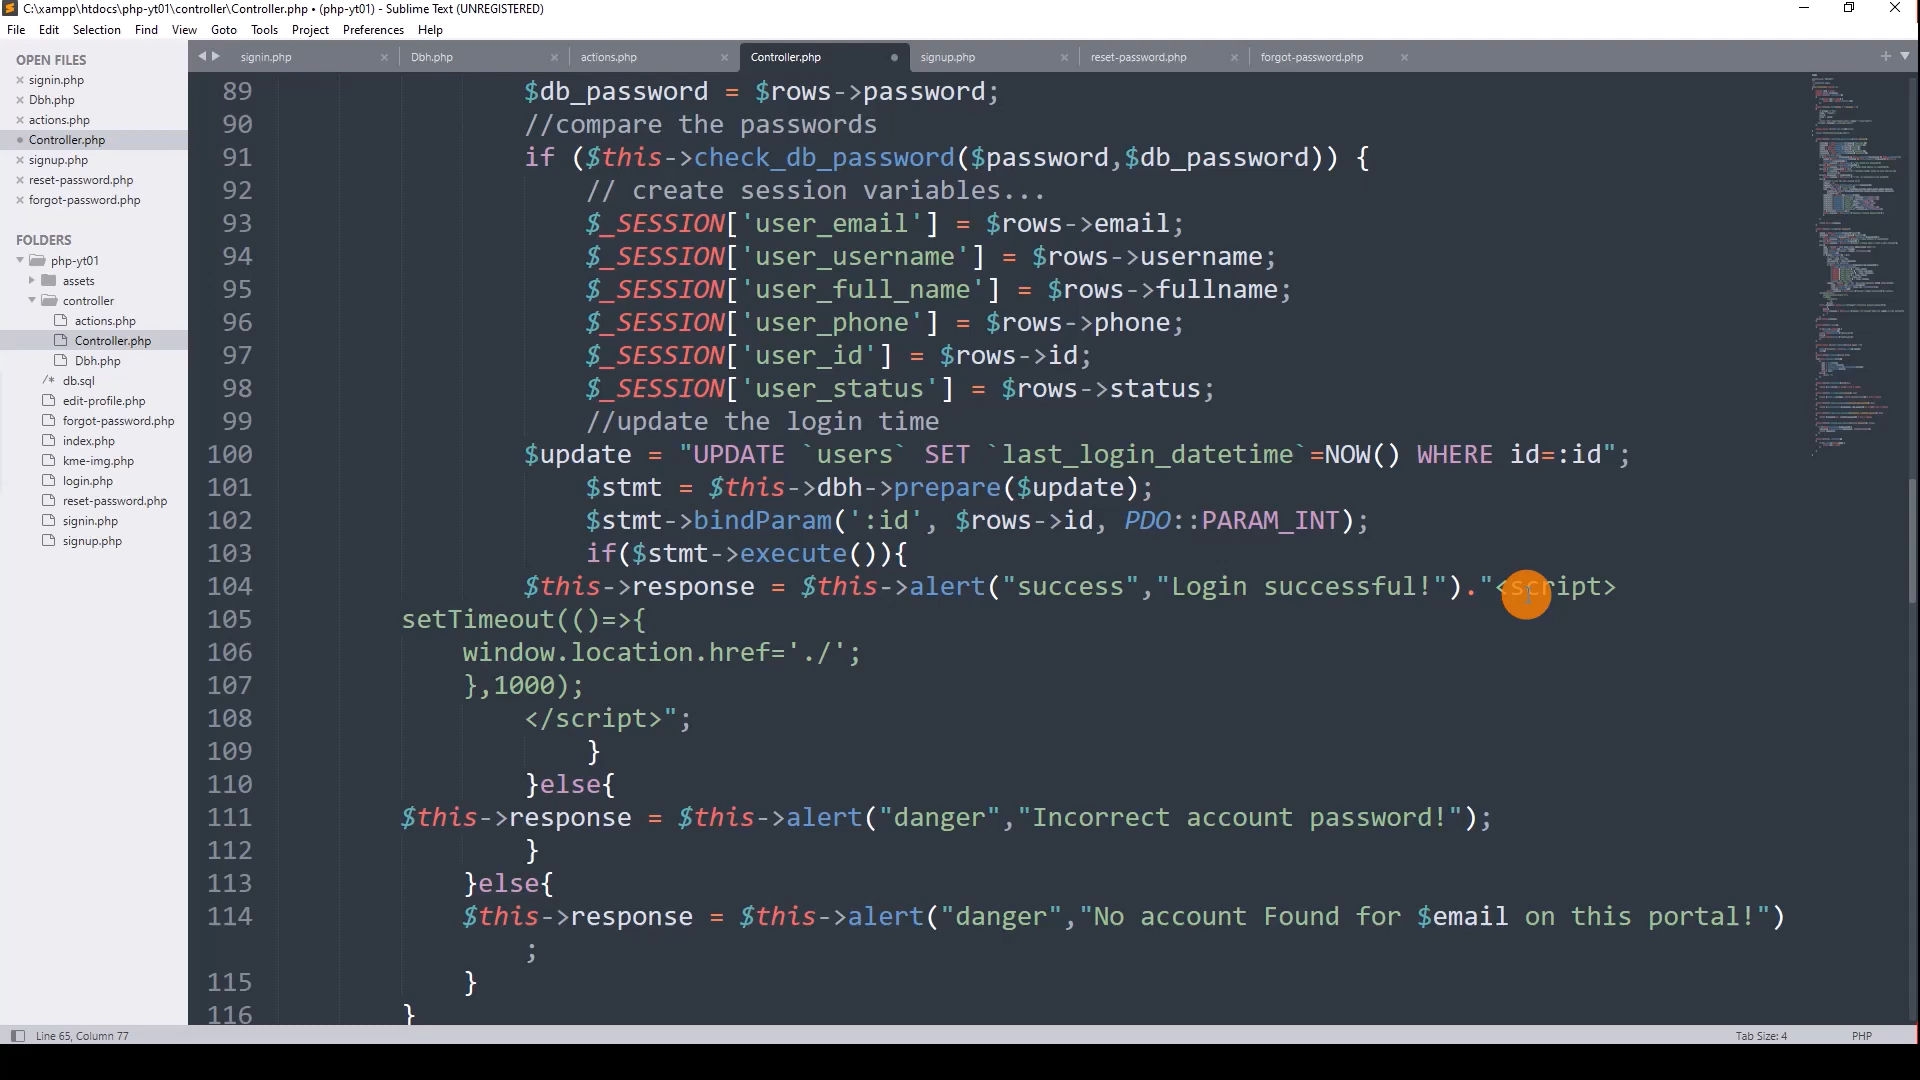 C:\xampp\htdocs\php-yt01\controller\Controller.php • (php-yt01) - Sublime Text (UNREGISTERED)
File Edit Selection Find View Goto Tools Project Preferences Help
OPEN FILES
signin.php
Dbh.php
actions.php
Controller.php
signup.php
reset-password.php
forgot-password.php
FOLDERS
php-yt01
assets
controller
actions.php
Controller.php
Dbh.php
/* db.sql
edit-profile.php
forgot-password.php
index.php
kme-img.php
login.php
reset-password.php
signin.php
signup.php
signin.php Dbh.php actions.php Controller.php signup.php reset-password.php forgot-password.php
89 $db_password = $rows->password;
90 //compare the passwords
91 if ($this->check_db_password($password,$db_password)) {
92 // create session variables...
93 $_SESSION['user_email'] = $rows->email;
94 $_SESSION['user_username'] = $rows->username;
95 $_SESSION['user_full_name'] = $rows->fullname;
96 $_SESSION['user_phone'] = $rows->phone;
97 $_SESSION['user_id'] = $rows->id;
98 $_SESSION['user_status'] = $rows->status;
99 //update the login time
100 $update = "UPDATE `users` SET `last_login_datetime`=NOW() WHERE id=:id";
101 $stmt = $this->dbh->prepare($update);
102 $stmt->bindParam(':id', $rows->id, PDO::PARAM_INT);
103 if($stmt->execute()){
104 $this->response = $this->alert("success","Login successful!")."<script>
105 setTimeout(()=>{
106 window.location.href='./';
107 },1000);
108 </script>";
109 }
110 }else{
111 $this->response = $this->alert("danger","Incorrect account password!");
112 }
113 }else{
114 $this->response = $this->alert("danger","No account Found for $email on this portal!")
;
115 }
116 }
Line 65, Column 77
Tab Size: 4
PHP